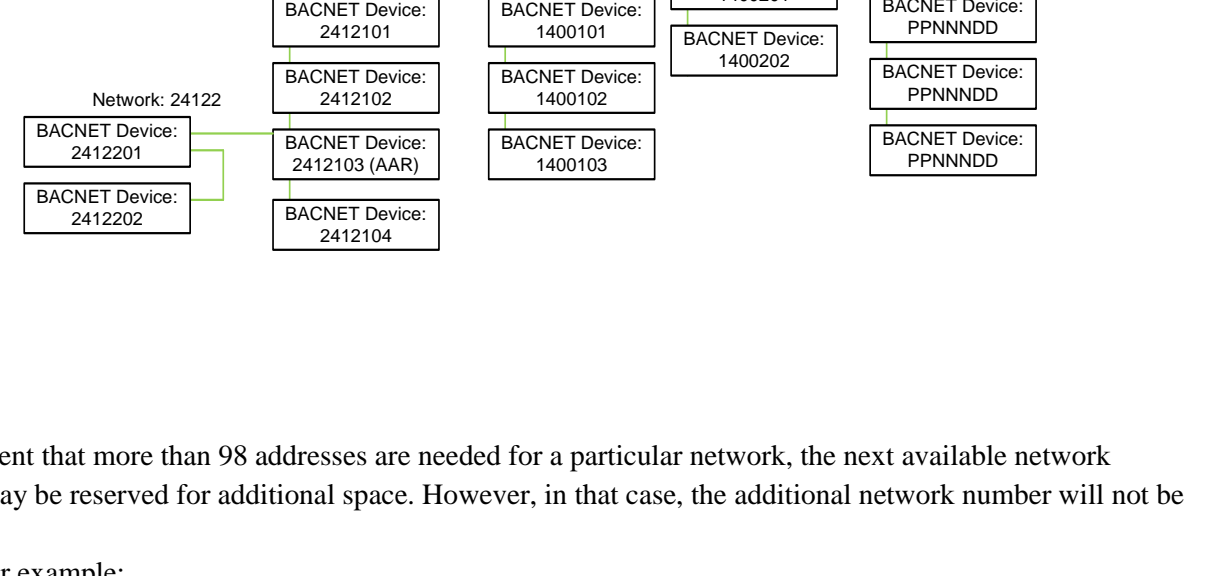 BACNET Device:
2412101
BACNET Device:
2412102
Network: 24122
BACNET Device:
2412201
BACNET Device:
2412202
BACNET Device:
2412103 (AAR)
BACNET Device:
2412104
BACNET Device:
1400101
BACNET Device:
1400102
BACNET Device:
1400103
BACNET Device:
1400202
BACNET Device:
PPNNNDD
BACNET Device:
PPNNNDD
BACNET Device:
PPNNNDD
that more than 98 addresses are needed for a particular network, the next available network
be reserved for additional space. However, in that case, the additional network number will not be
example: